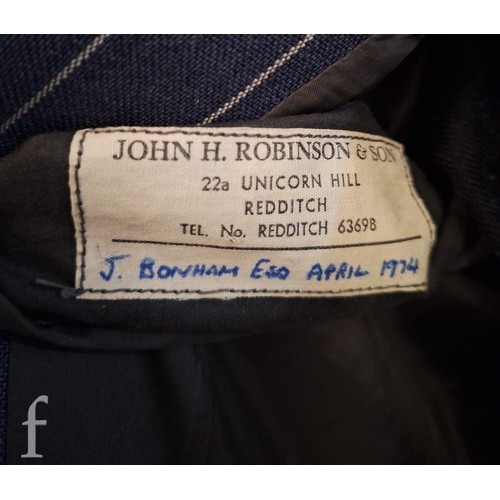 JOHN H. ROBINSON & SON
22a UNICORN HILL
REDDITCH
TEL. No. REDDITCH 63698
J. BONHAM ESQ APRIL 1974
f